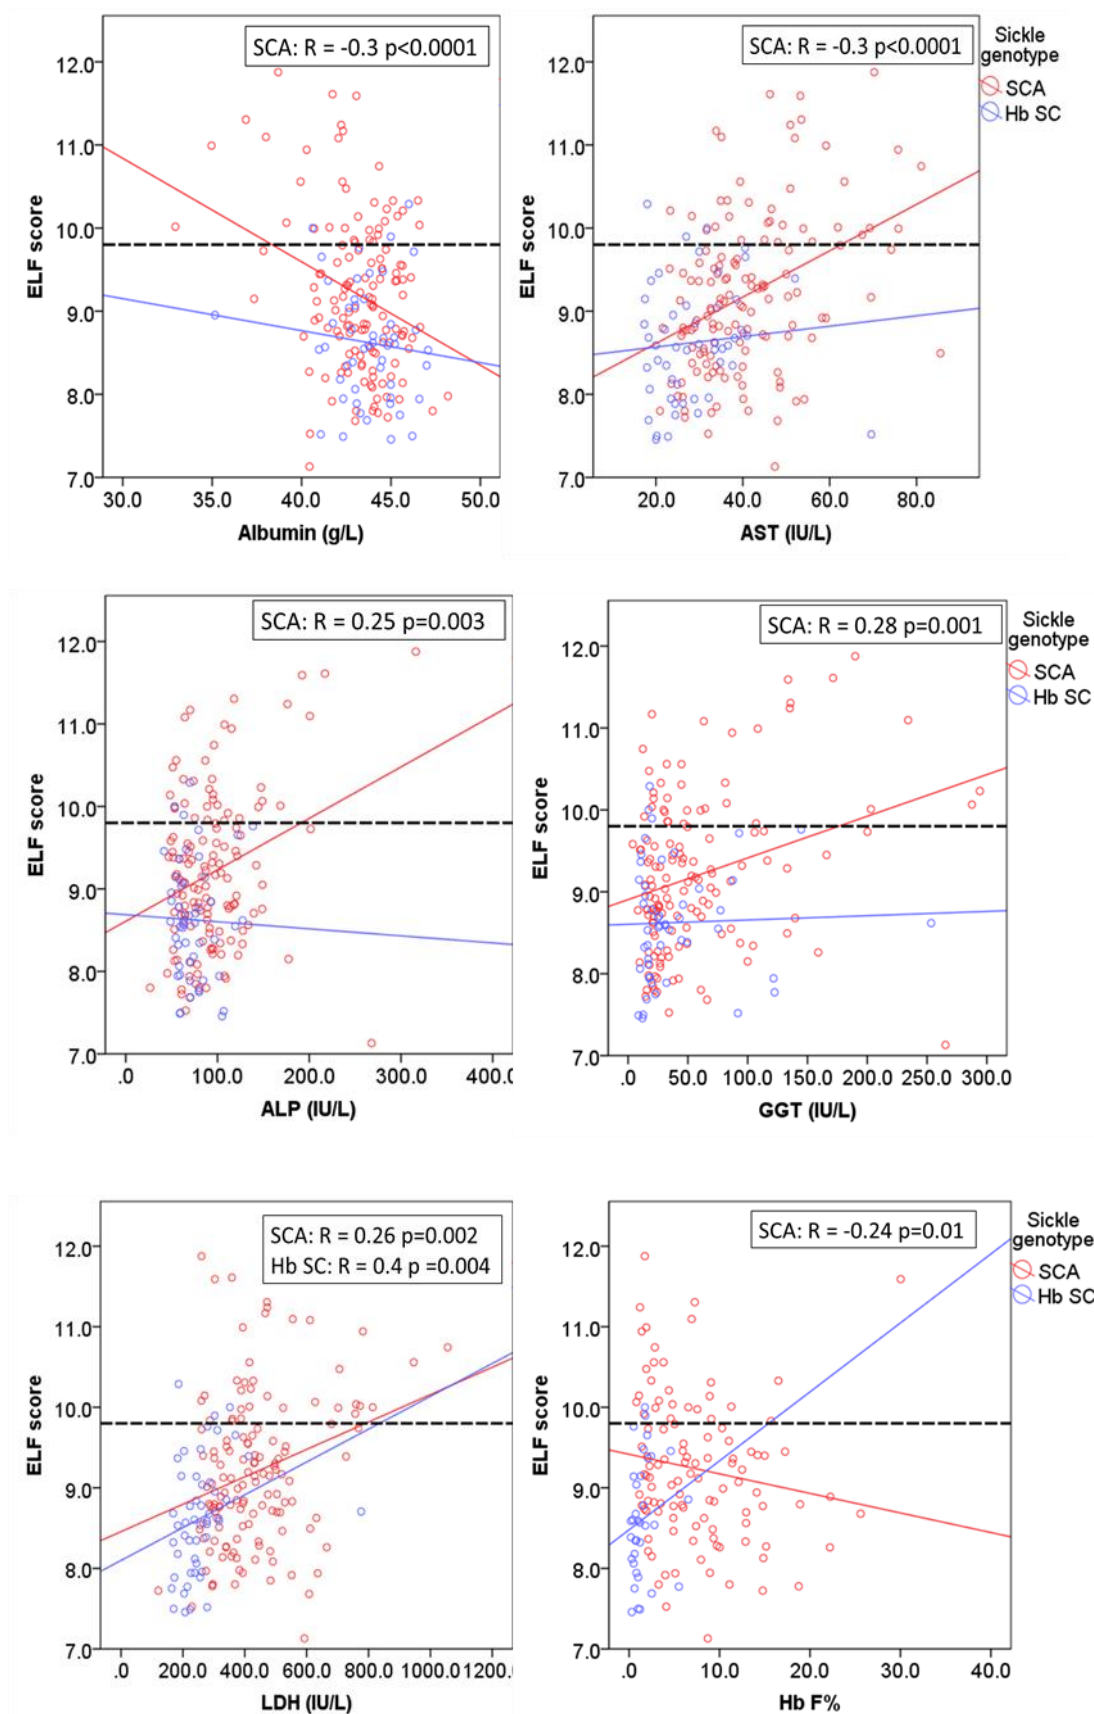 SCA: R = -0.3 p<0.0001
12.0
11.0
10.0
9.0
8.0
7.0
ELF score
30.0 35.0 40.0 45.0 50.0
Albumin (g/L)
SCA: R = -0.3 p<0.0001
12.0
11.0
10.0
9.0
8.0
7.0
ELF score
20.0 40.0 60.0 80.0
AST (IU/L)
Sickle
genotype
SCA
Hb SC
SCA: R = 0.25 p=0.003
12.0
11.0
10.0
9.0
8.0
7.0
ELF score
.0 100.0 200.0 300.0 400.0
ALP (IU/L)
SCA: R = 0.28 p=0.001
12.0
11.0
10.0
9.0
8.0
7.0
ELF score
.0 50.0 100.0 150.0 200.0 250.0 300.0
GGT (IU/L)
Sickle
genotype
SCA
Hb SC
SCA: R = 0.26 p=0.002
Hb SC: R = 0.4 p =0.004
12.0
11.0
10.0
9.0
8.0
7.0
ELF score
.0 200.0 400.0 600.0 800.0 1000.0 1200.0
LDH (IU/L)
SCA: R = -0.24 p=0.01
12.0
11.0
10.0
9.0
8.0
7.0
ELF score
.0 10.0 20.0 30.0 40.0
Hb F%
Sickle
genotype
SCA
Hb SC